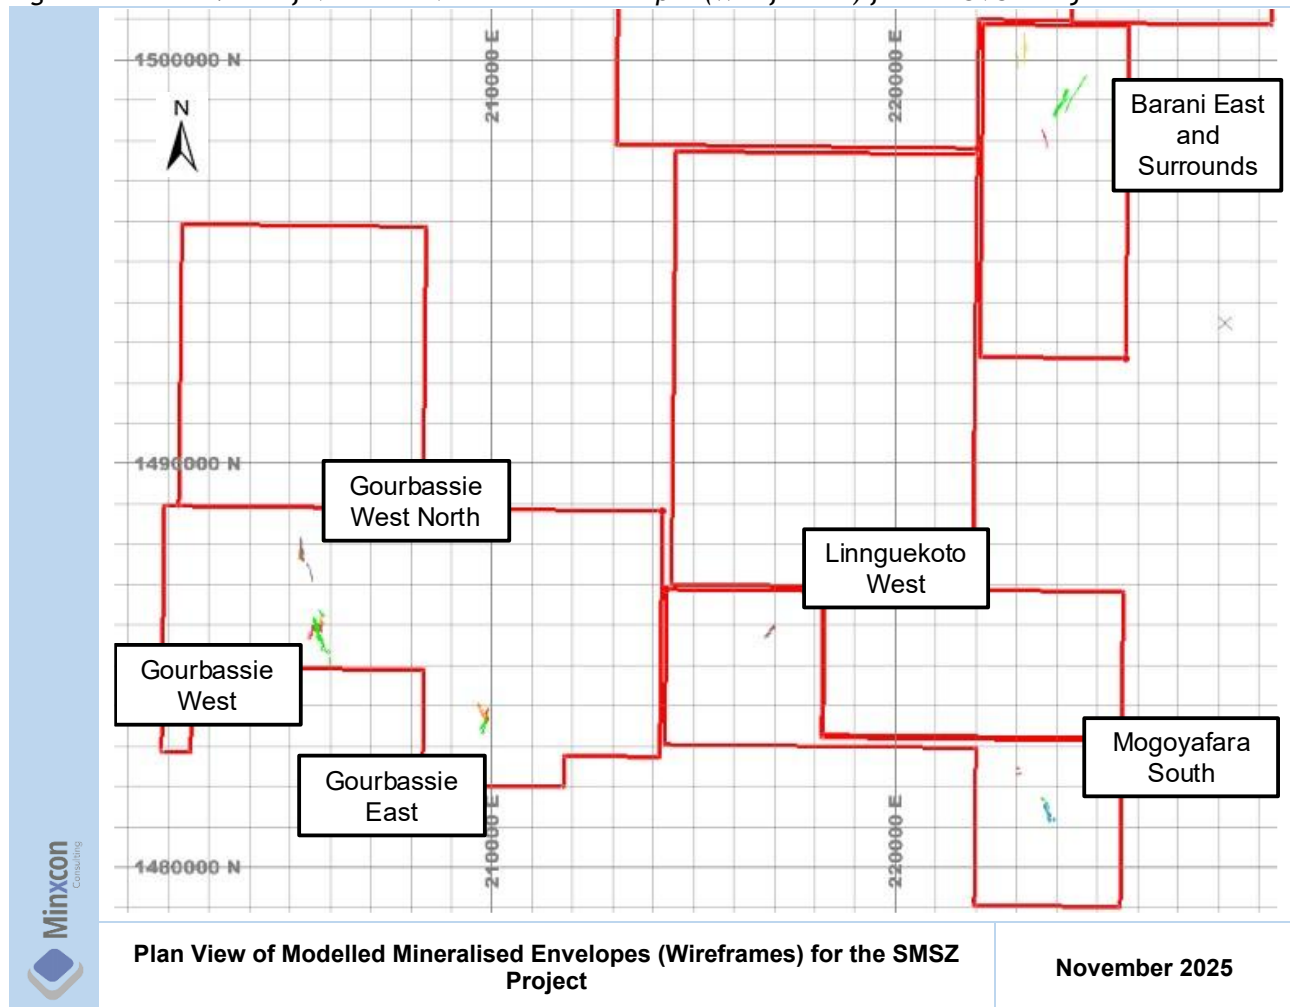 1500000 N
210000 E
220000 E
Barani East
and
Surrounds
N
1490000 N
Gourbassie
West North
Linnguekoto
West
Gourbassie
West
Mogoyafara
South
Gourbassie
East
210000 E
220000 E
1480000 N
Minxcon
Consulting
Plan View of Modelled Mineralised Envelopes (Wireframes) for the SMSZ
Project
November 2025